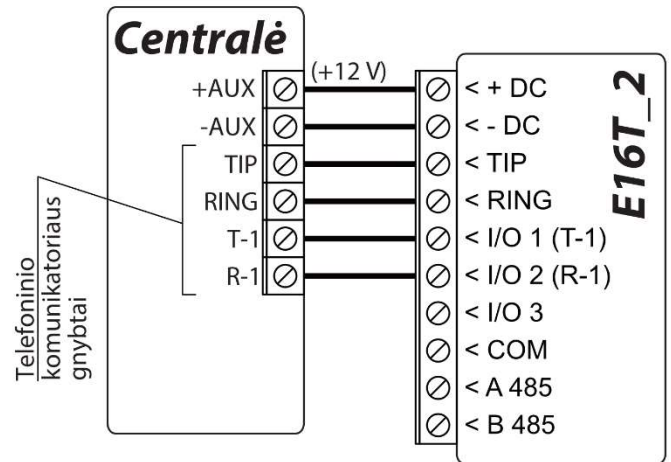 Centralė
+AUX
-AUX
TIP
RING
T-1
R-1
Telefoninio
komunikatoriaus
gnybtai
(+12 V)
E16T_2
< + DC
< - DC
< TIP
< RING
< I/O 1 (T-1)
< I/O 2 (R-1)
< I/O 3
< COM
< A 485
< B 485